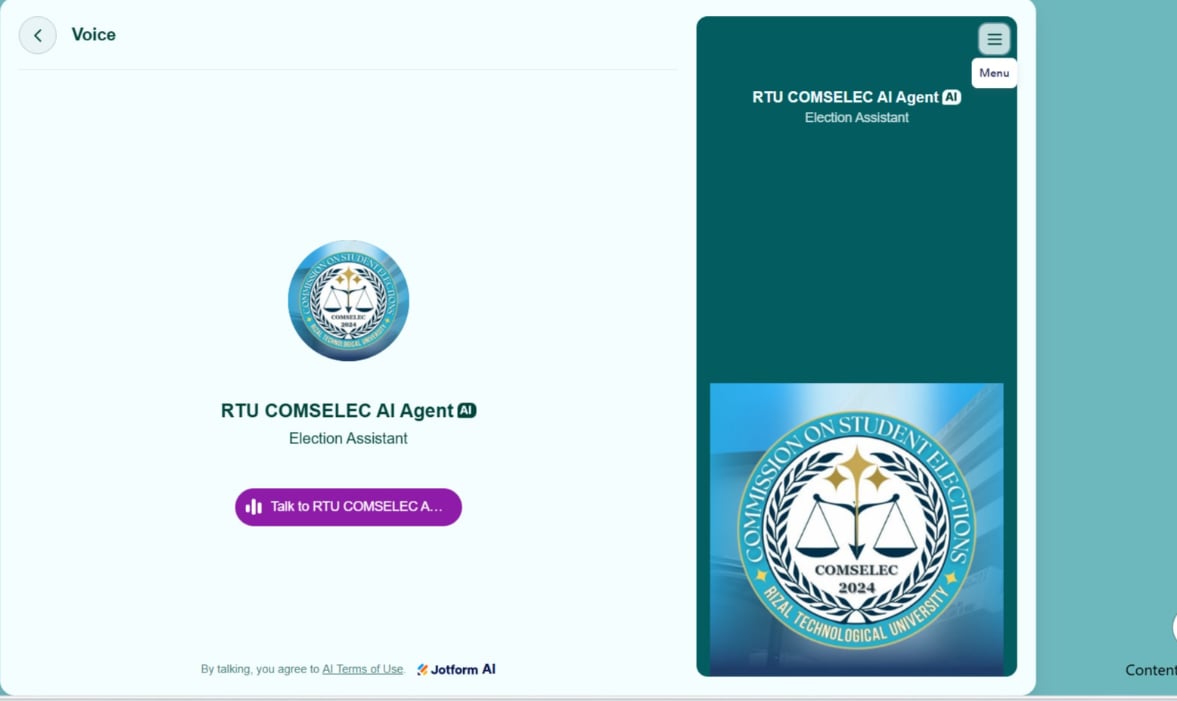 Voice
Menu
RTU COMSELEC AI Agent AI
Election Assistant
COMMISSION ON STUDENT ELECTIONS
COMSELEC
2024
RIZAL TECHNOLOGICAL UNIVERSITY
RTU COMSELEC AI Agent AI
Election Assistant
Talk to RTU COMSELEC A...
By talking, you agree to AI Terms of Use. Jotform AI
COMMISSION ON STUDENT ELECTIONS
COMSELEC
2024
RIZAL TECHNOLOGICAL UNIVERSITY
Content